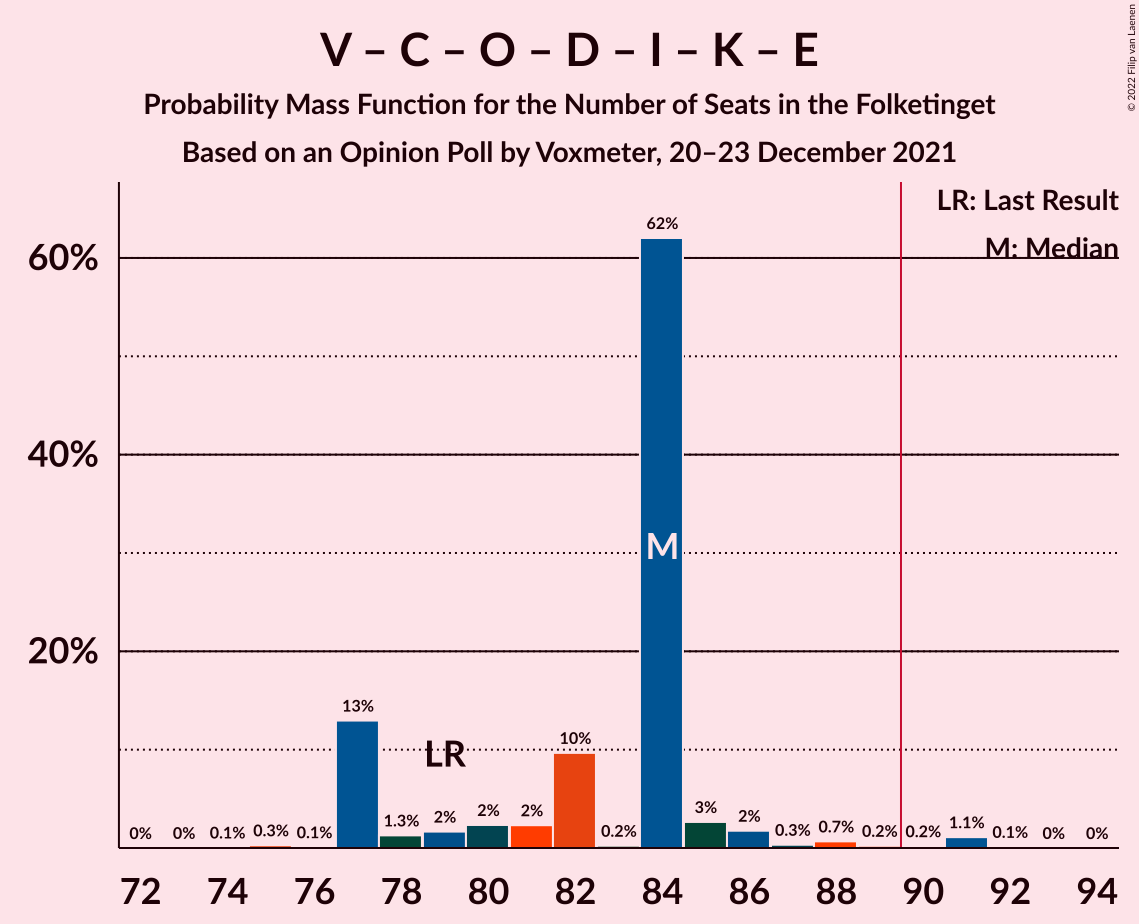 V – C – O – D – I – K – E
Probability Mass Function for the Number of Seats in the Folketinget
Based on an Opinion Poll by Voxmeter, 20–23 December 2021
© 2022 Filip van Laenen
LR: Last Result
M: Median
60%
40%
20%
62%
M
13%
LR
10%
0% 0% 0.1% 0.3% 0.1% 1.3% 2% 2% 2% 0.2% 3% 2% 0.3% 0.7% 0.2% 0.2% 1.1% 0.1% 0% 0%
72 74 76 78 80 82 84 86 88 90 92 94